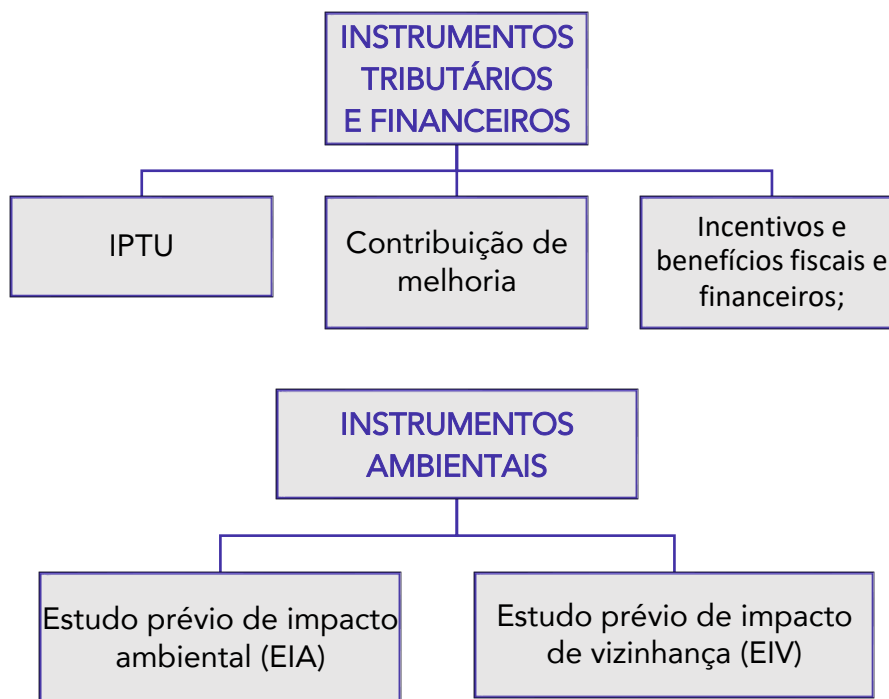 INSTRUMENTOS
TRIBUTÁRIOS
E FINANCEIROS
IPTU
Contribuição de
melhoria
Incentivos e
benefícios fiscais e
financeiros;
INSTRUMENTOS
AMBIENTAIS
Estudo prévio de impacto
ambiental (EIA)
Estudo prévio de impacto
de vizinhança (EIV)